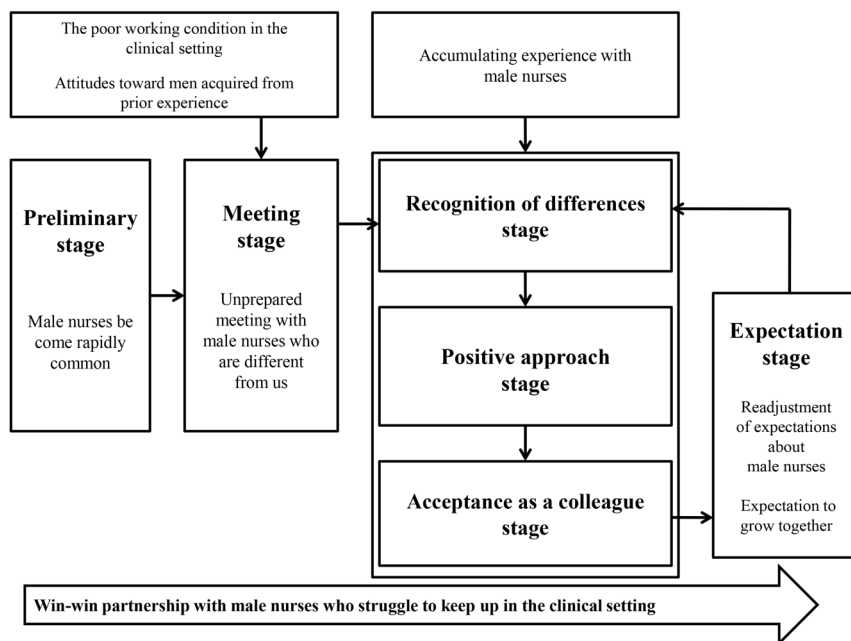 The poor working condition in the
clinical setting
Attitudes toward men acquired from
prior experience
Accumulating experience with
male nurses
Preliminary
stage
Male nurses be
come rapidly
common
Meeting
stage
Unprepared
meeting with
male nurses who
are different
from us
Recognition of differences
stage
Positive approach
stage
Acceptance as a colleague
stage
Expectation
stage
Readjustment
of expectations
about
male nurses
Expectation to
grow together
Win-win partnership with male nurses who struggle to keep up in the clinical setting